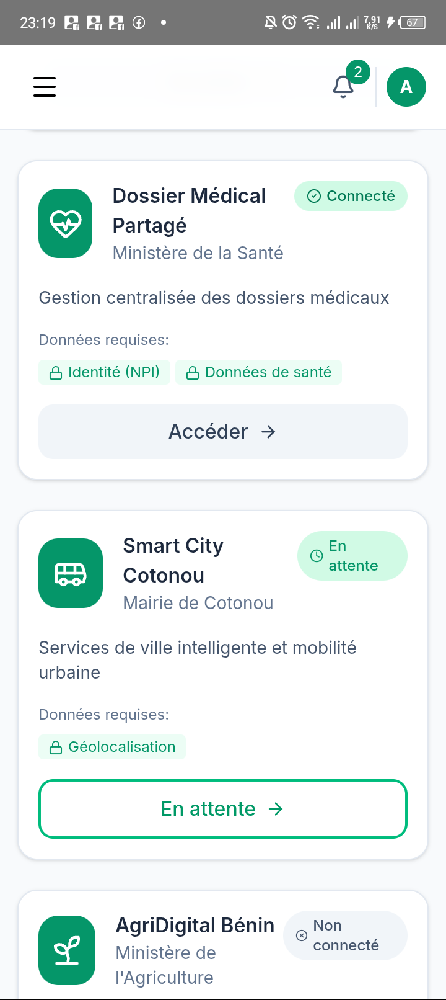 23:19
7,91
K/S
67
2
A
Dossier Médical
Partagé
Connecté
Ministère de la Santé
Gestion centralisée des dossiers médicaux
Données requises:
Identité (NPI)
Données de santé
Accéder →
Smart City
Cotonou
En
attente
Mairie de Cotonou
Services de ville intelligente et mobilité
urbaine
Données requises:
Géolocalisation
En attente →
AgriDigital Bénin
Non
connecté
Ministère de
l'Agriculture